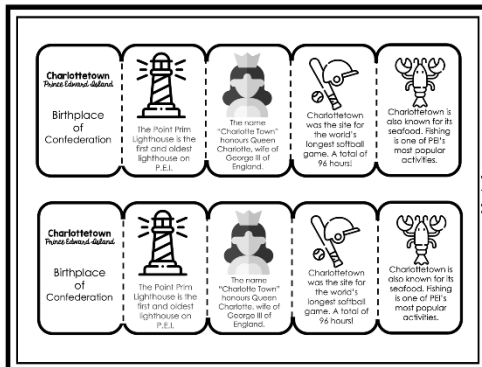 Charlottetown
Prince Edward Island
Birthplace
of
Confederation
The Point Prim
Lighthouse is the
first and oldest
lighthouse on
P.E.I.
The name
"Charlotte Town"
honours Queen
Charlotte, wife of
George III of
England.
Charlottetown
was the site for
the world's
longest softball
game. A total of
96 hours!
Charlottetown is
also known for its
seafood. Fishing
is one of PEI's
most popular
activities.
Charlottetown
Prince Edward Island
Birthplace
of
Confederation
The Point Prim
Lighthouse is the
first and oldest
lighthouse on
P.E.I.
The name
"Charlotte Town"
honours Queen
Charlotte, wife of
George III of
England.
Charlottetown
was the site for
the world's
longest softball
game. A total of
96 hours!
Charlottetown is
also known for its
seafood. Fishing
is one of PEI's
most popular
activities.